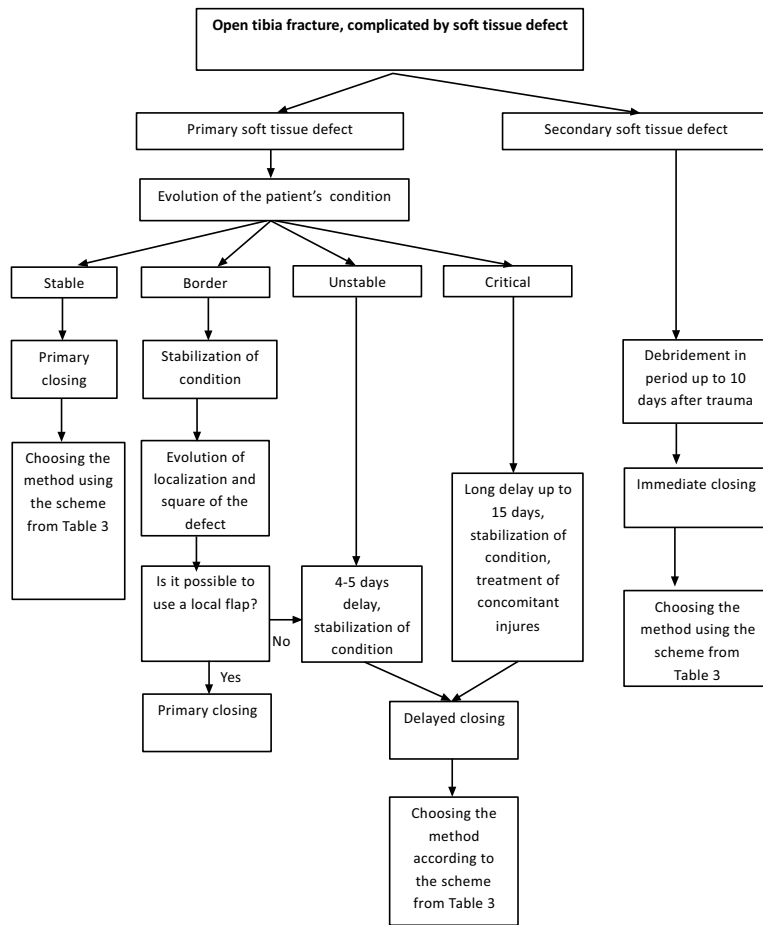 Open tibia fracture, complicated by soft tissue defect
Primary soft tissue defect
Secondary soft tissue defect
Evolution of the patient's condition
Stable
Border
Unstable
Critical
Primary
closing
Stabilization of
condition
Debridement in
period up to 10
days after trauma
Choosing the
method using
the scheme
from Table 3
Evolution of
localization and
square of the
defect
Long delay up to
15 days,
stabilization of
condition,
treatment of
concomitant
injures
Immediate closing
Is it possible to
use a local flap?
No
4-5 days
delay,
stabilization of
condition
Choosing the
method using the
scheme from
Table 3
Yes
Primary closing
Delayed closing
Choosing the
method
according to
the scheme
from Table 3